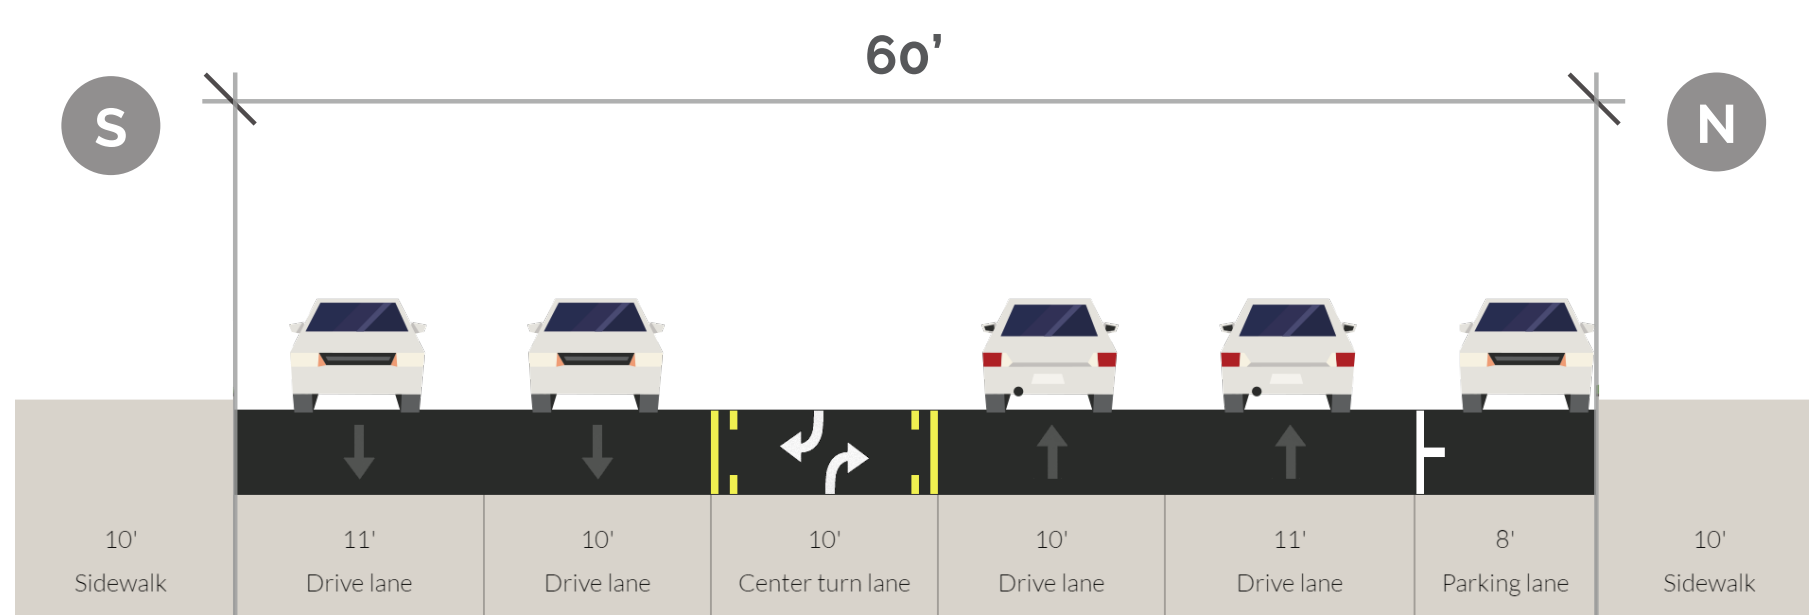 60’
S
N
10'
11'
10'
10'
10'
11'
8'
10'
Sidewalk
Drive lane
Drive lane
Center turn lane
Drive lane
Drive lane
Parking lane
Sidewalk